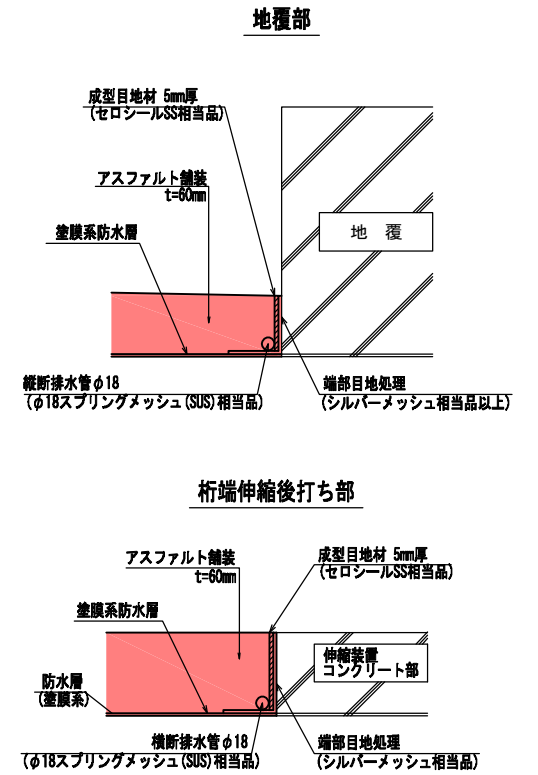 地覆部
成型目地材 5mm厚
(セロシールSS相当品)
アスファルト舗装
t=60mm
塗膜系防水層
地 覆
縦断排水管φ18
(φ18スプリングメッシュ(SUS)相当品)
端部目地処理
(シルバーメッシュ相当品以上)
桁端伸縮後打ち部
アスファルト舗装
t=60mm
成型目地材 5mm厚
(セロシールSS相当品)
塗膜系防水層
伸縮装置
コンクリート部
防水層
(塗膜系)
横断排水管φ18
(φ18スプリングメッシュ(SUS)相当品)
端部目地処理
(シルバーメッシュ相当品)